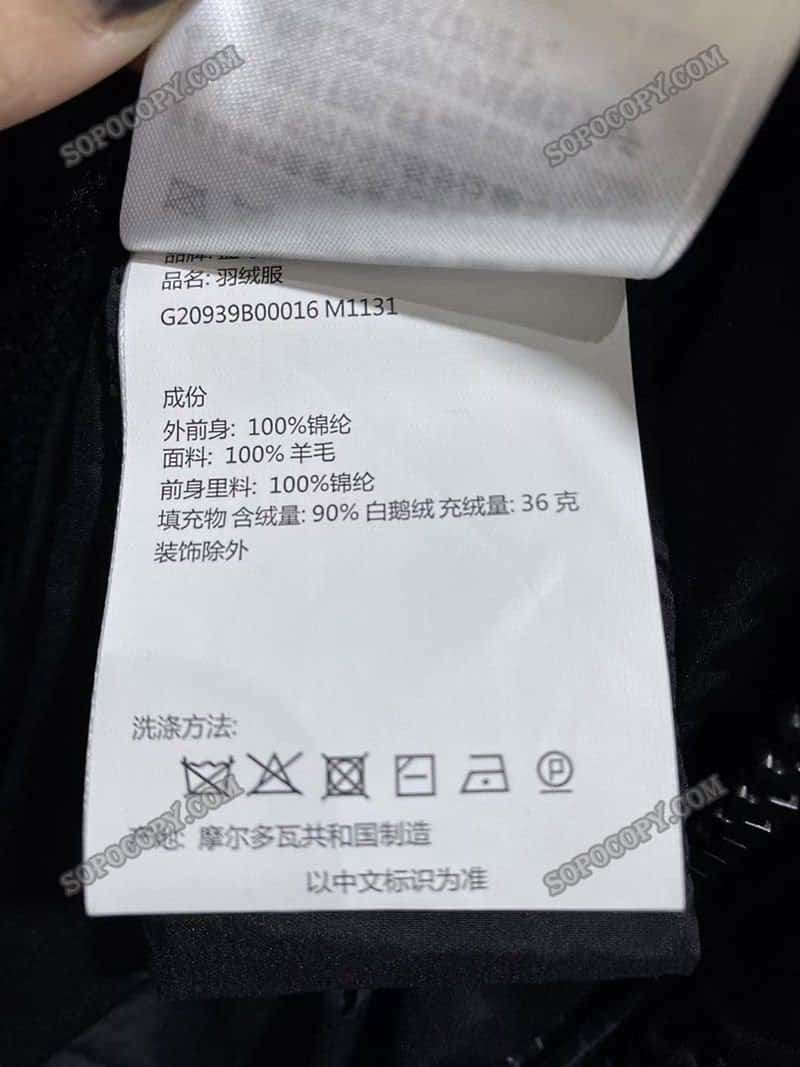 SOPOCOPY.COM
SOPOCOPY.COM
品名: 羽绒服
G20939B00016 M1131
成份
外前身: 100%锦纶
面料: 100% 羊毛
前身里料: 100%锦纶
填充物 含绒量: 90% 白鹅绒 充绒量: 36 克
装饰除外
洗涤方法:
产地: 摩尔多瓦共和国制造
以中文标识为准
SOPOCOPY.COM
SOPOCOPY.COM